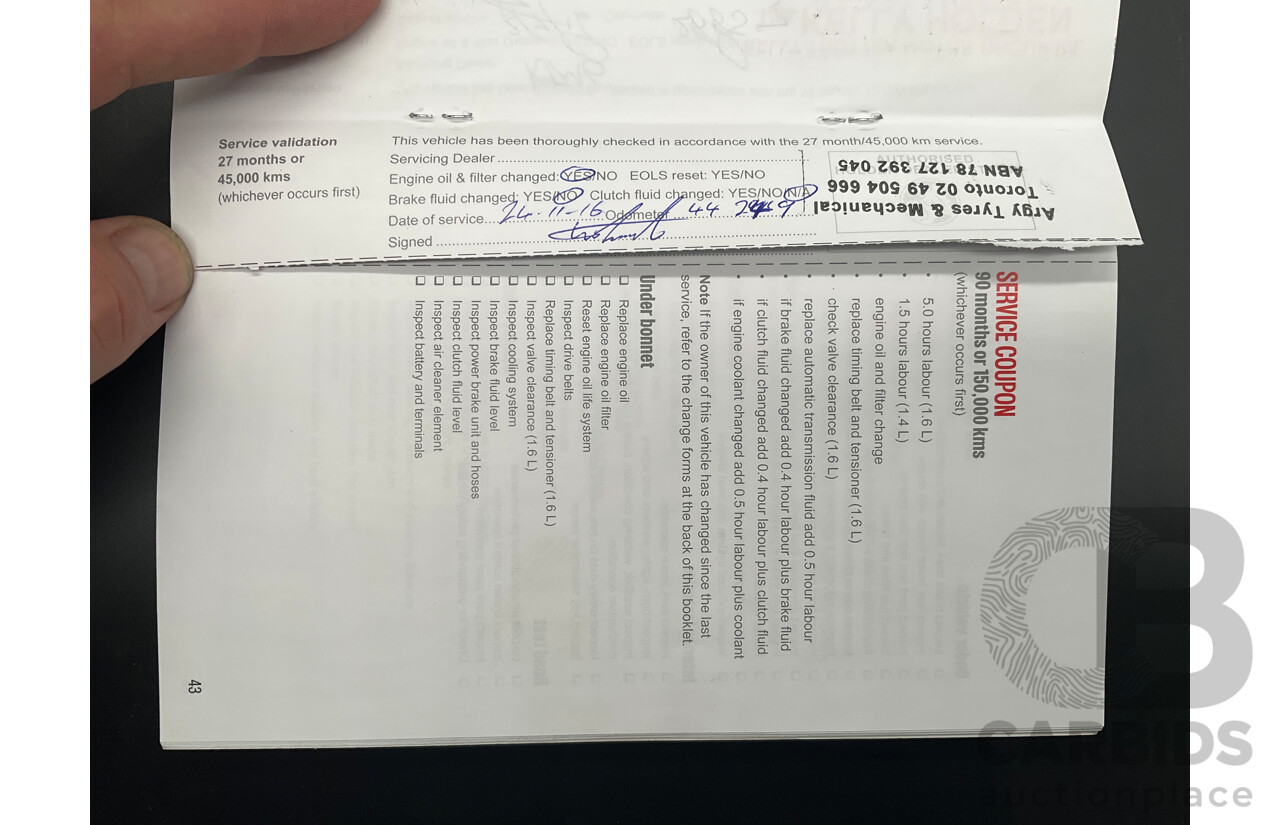 Service validation
27 months or
45,000 kms
(whichever occurs first)
This vehicle has been thoroughly checked in accordance with the 27 month/45,000 km service.
Servicing Dealer
Engine oil & filter changed: YES/NO EOLS reset: YES/NO
Brake fluid changed: YES/NO Clutch fluid changed: YES/NO/N/A
Date of service 24-11-16 Odometer 44
Signed
AUTHORISED
Argy Tyres & Mechanical
Toronto 02 49 504 666
ABN 78 127 392 045
SERVICE COUPON
90 months or 150,000 kms
(whichever occurs first)
• 5.0 hours labour (1.6 L)
• 1.5 hours labour (1.4 L)
engine oil and filter change
• replace timing belt and tensioner (1.6 L)
• check valve clearance (1.6 L)
• replace automatic transmission fluid add 0.5 hour labour
• if brake fluid changed add 0.4 hour labour plus brake fluid
• if clutch fluid changed add 0.4 hour labour plus clutch fluid
• if engine coolant changed add 0.5 hour labour plus coolant
Note If the owner of this vehicle has changed since the last
service, refer to the change forms at the back of this booklet.
Under bonnet
❑ Replace engine oil
❑ Replace engine oil filter
❑ Reset engine oil life system
❑ Inspect drive belts
❑ Replace timing belt and tensioner (1.6 L)
❑ Inspect valve clearance (1.6 L)
❑ Inspect cooling system
❑ Inspect brake fluid level
❑ Inspect power brake unit and hoses
❑ Inspect clutch fluid level
❑ Inspect air cleaner element
❑ Inspect battery and terminals
43
CB
CARBIDS
auctionplace